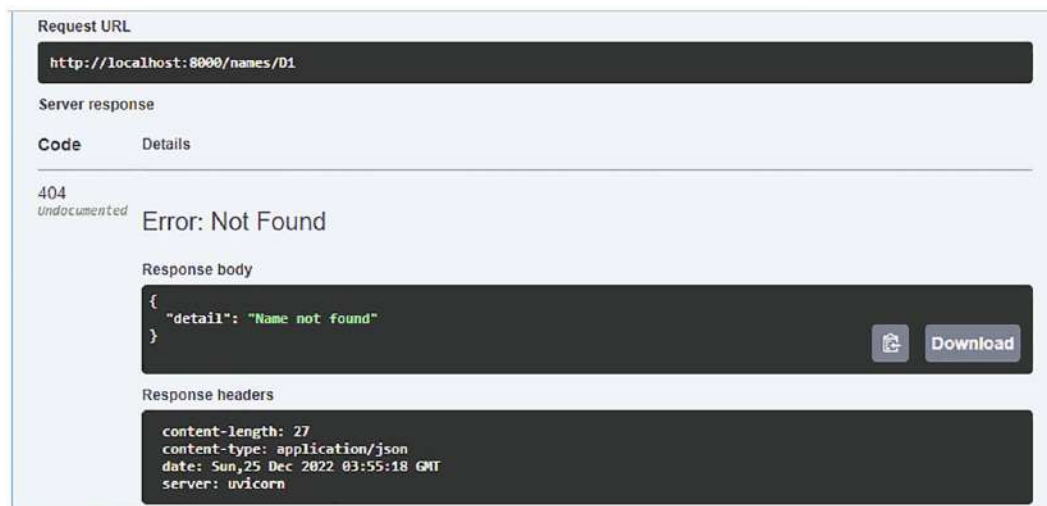 Request URL
http://localhost:8000/names/D1
Server response
Code Details
404
Undocumented
Error: Not Found
Response body
{
"detail": "Name not found"
}
Download
Response headers
content-length: 27
content-type: application/json
date: Sun,25 Dec 2022 03:55:18 GMT
server: uvicorn